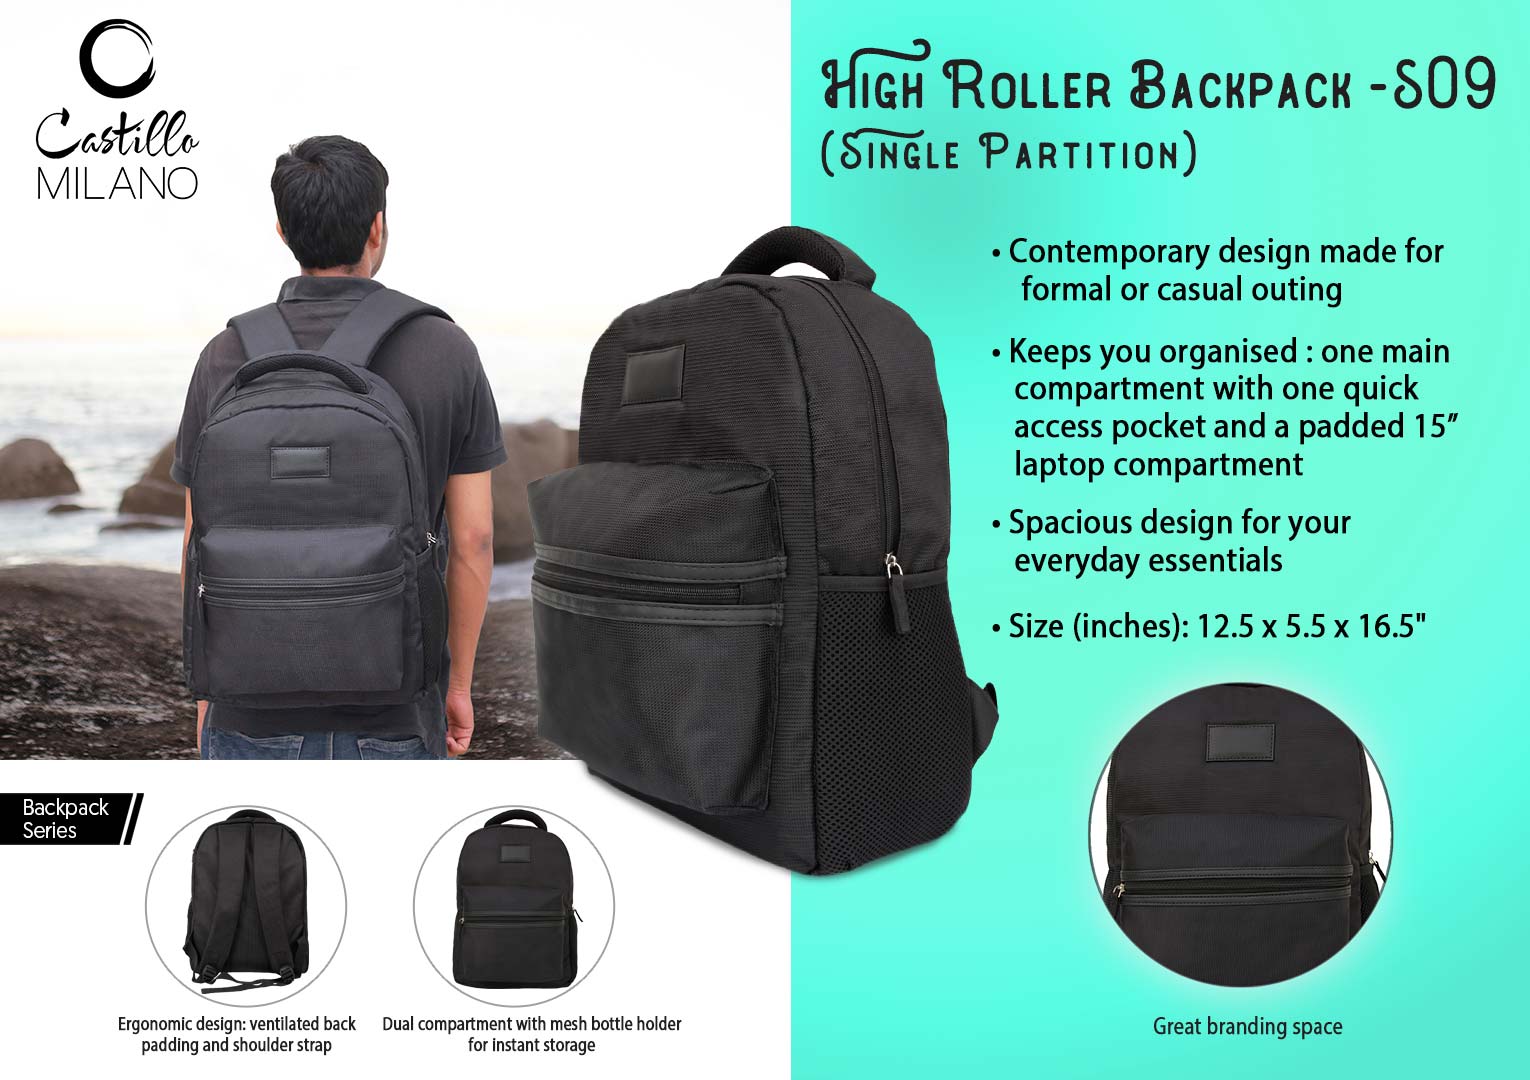 Castillo
MILANO
High Roller Backpack -S09
(Single Partition)
• Contemporary design made for
formal or casual outing
• Keeps you organised : one main
compartment with one quick
access pocket and a padded 15”
laptop compartment
• Spacious design for your
everyday essentials
• Size (inches): 12.5 x 5.5 x 16.5"
Backpack
Series
Ergonomic design: ventilated back
padding and shoulder strap
Dual compartment with mesh bottle holder
for instant storage
Great branding space